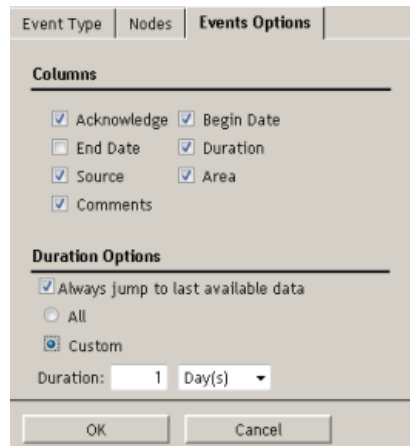 Event Type Nodes Events Options
Columns
Acknowledge Begin Date
End Date Duration
Source Area
Comments
Duration Options
Always jump to last available data
All
Custom
Duration: 1 Day(s)
OK Cancel